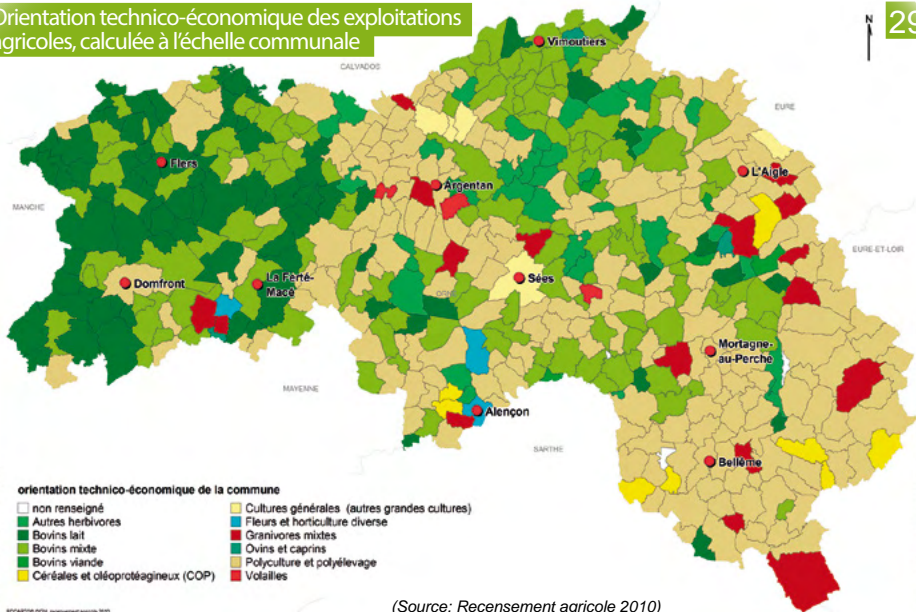 Orientation technico-économique des exploitations
agricoles, calculée à l'échelle communale
29
N
CALVADOS
EURE
Vimoutiers
Flers
L'Aigle
Argentan
MANCHE
EURE-ET-LOIR
Domfront
La Ferté-
Macé
Sées
ORNE
Mortagne-
au-Perche
MAYENNE
Alençon
SARTHE
Bellême
orientation technico-économique de la commune
non renseigné
Autres herbivores
Bovins lait
Bovins mixte
Bovins viande
Céréales et oléoprotéagineux (COP)
Cultures générales (autres grandes cultures)
Fleurs et horticulture diverse
Granivores mixtes
Ovins et caprins
Polyculture et polyélevage
Volailles
(Source: Recensement agricole 2010)